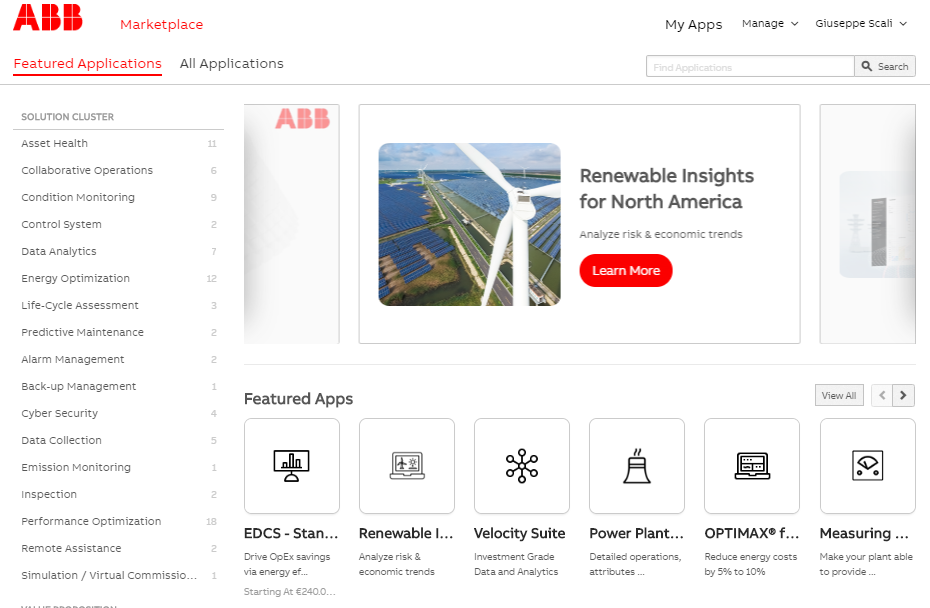 ABB
Marketplace
My Apps
Manage
Giuseppe Scali
Featured Applications
All Applications
Find Applications
Search
SOLUTION CLUSTER
Asset Health 11
Collaborative Operations 6
Condition Monitoring 9
Control System 2
Data Analytics 7
Energy Optimization 12
Life-Cycle Assessment 3
Predictive Maintenance 2
Alarm Management 2
Back-up Management 1
Cyber Security 4
Data Collection 5
Emission Monitoring 1
Inspection 2
Performance Optimization 18
Remote Assistance 2
Simulation / Virtual Commissio... 1
VALUE PROPOSITION
ABB
Renewable Insights
for North America
Analyze risk & economic trends
Learn More
Featured Apps
View All
EDCS - Stan...
Drive OpEx savings
via energy ef...
Starting At €240.0...
Renewable I...
Analyze risk &
economic trends
Velocity Suite
Investment Grade
Data and Analytics
Power Plant...
Detailed operations,
attributes ...
OPTIMAX® f...
Reduce energy costs
by 5% to 10%
Measuring ...
Make your plant able
to provide ...